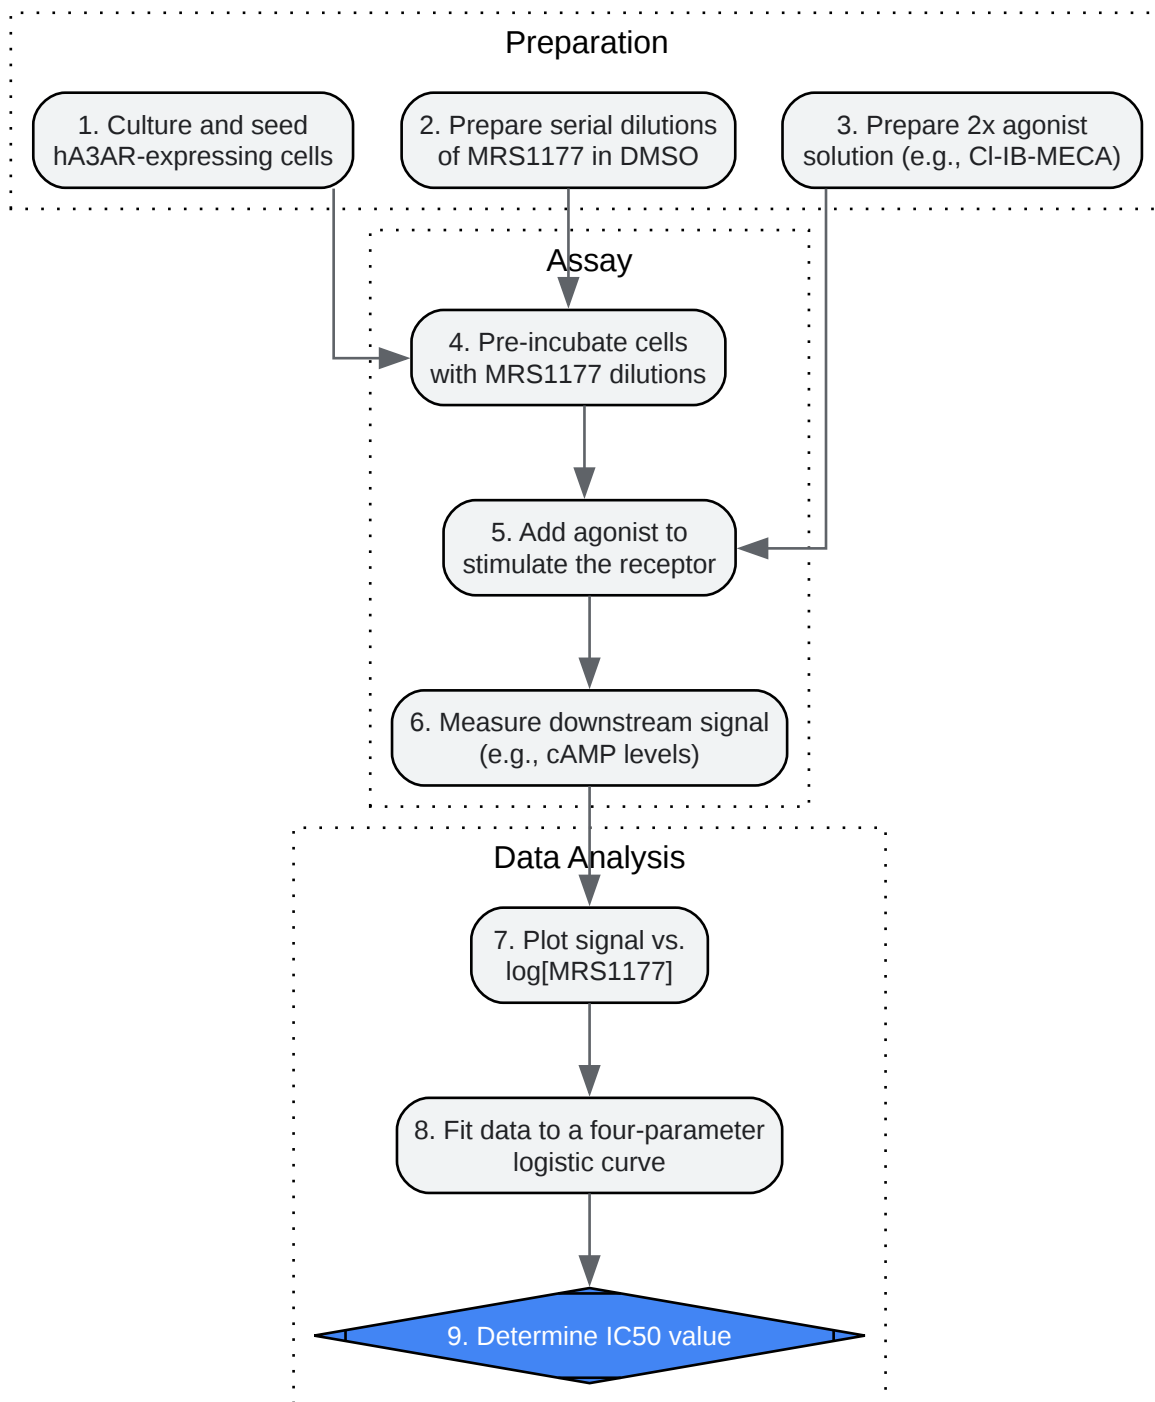 Preparation
1. Culture and seed
hA3AR-expressing cells
2. Prepare serial dilutions
of MRS1177 in DMSO
3. Prepare 2x agonist
solution (e.g., Cl-IB-MECA)
Assay
4. Pre-incubate cells
with MRS1177 dilutions
5. Add agonist to
stimulate the receptor
6. Measure downstream signal
(e.g., cAMP levels)
Data Analysis
7. Plot signal vs.
log[MRS1177]
8. Fit data to a four-parameter
logistic curve
9. Determine IC50 value